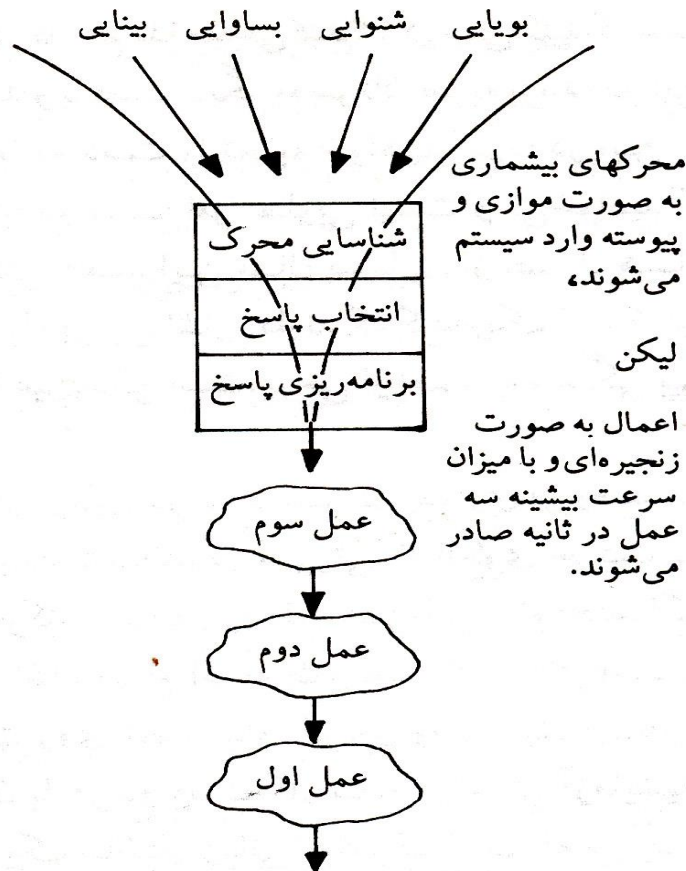 بویایی شنوایی بساوایی بینایی
محرکهای بیشماری
به صورت موازی و
پیوسته وارد سیستم
می‌شوند،
لیکن
اعمال به صورت
زنجیره‌ای و با میزان
سرعت بیشینه سه
عمل در ثانیه صادر
می‌شوند.
شناسایی محرک
انتخاب پاسخ
برنامه‌ریزی پاسخ
عمل سوم
عمل دوم
عمل اول